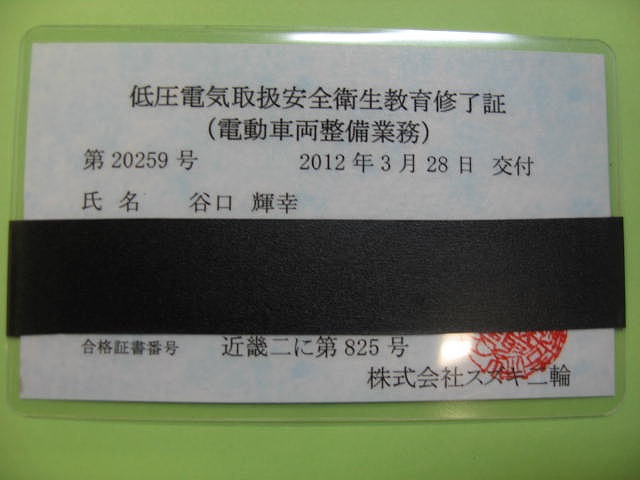 低圧電気取扱安全衛生教育修了証
（電動車両整備業務）
第 20259 号 2012 年 3 月 28 日 交付
氏 名 谷口 輝幸
合格証書番号 近畿二に第 825 号
株式会社スズキ二輪